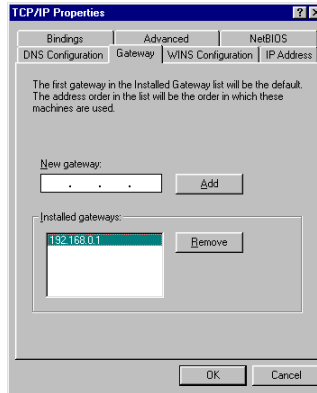 TCP/IP Properties
Bindings Advanced NetBIOS
DNS Configuration Gateway WINS Configuration IP Address
The first gateway in the Installed Gateway list will be the default.
The address order in the list will be the order in which these
machines are used.
New gateway:
. . .
Add
Installed gateways:
192.168.0.1
Remove
OK Cancel